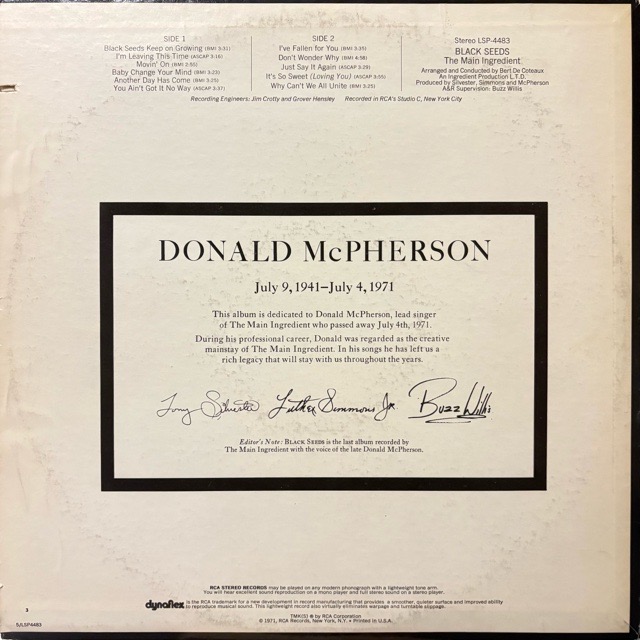 SIDE 1
Black Seeds Keep on Growing (BMI 3:31)
I'm Leaving This Time (ASCAP 3:16)
Movin' On (BMI 2:55)
Baby Change Your Mind (BMI 3:23)
Another Day Has Come (BMI 3:25)
You Ain't Got It No Way (ASCAP 3:37)
SIDE 2
I've Fallen for You (BMI 3:35)
Don't Wonder Why (BMI 4:58)
Just Say It Again (ASCAP 3:29)
It's So Sweet (Loving You) (ASCAP 3:55)
Why Can't We All Unite (BMI 3:25)
Stereo LSP-4483
BLACK SEEDS
The Main Ingredient
Arranged and Conducted by Bert De Coteaux
An Ingredient Production L.T.D.
Produced by Silvester, Simmons and McPherson
A&R Supervision: Buzz Willis
Recording Engineers: Jim Crotty and Grover Hensley Recorded in RCA's Studio C, New York City
DONALD McPHERSON
July 9, 1941–July 4, 1971
This album is dedicated to Donald McPherson, lead singer
of The Main Ingredient who passed away July 4th, 1971.
During his professional career, Donald was regarded as the creative
mainstay of The Main Ingredient. In his songs he has left us a
rich legacy that will stay with us throughout the years.
Tony Silvester Luther Simmons Jr. Buzz Willis
Editor's Note: BLACK SEEDS is the last album recorded by
The Main Ingredient with the voice of the late Donald McPherson.
RCA STEREO RECORDS may be played on any modern phonograph with a lightweight tone arm.
You will hear excellent sound reproduction on a mono player and full stereo sound on a stereo player.
dynaflex is RCA trademark for a new development in record manufacturing that provides a smoother, quieter surface and improved ability
to reproduce musical sound. This lightweight record also virtually eliminates warpage and turntable slippage.
TMK(S) ® by RCA Corporation
© 1971, RCA Records, New York, N.Y. • Printed in U.S.A.
3
S/LSP4483